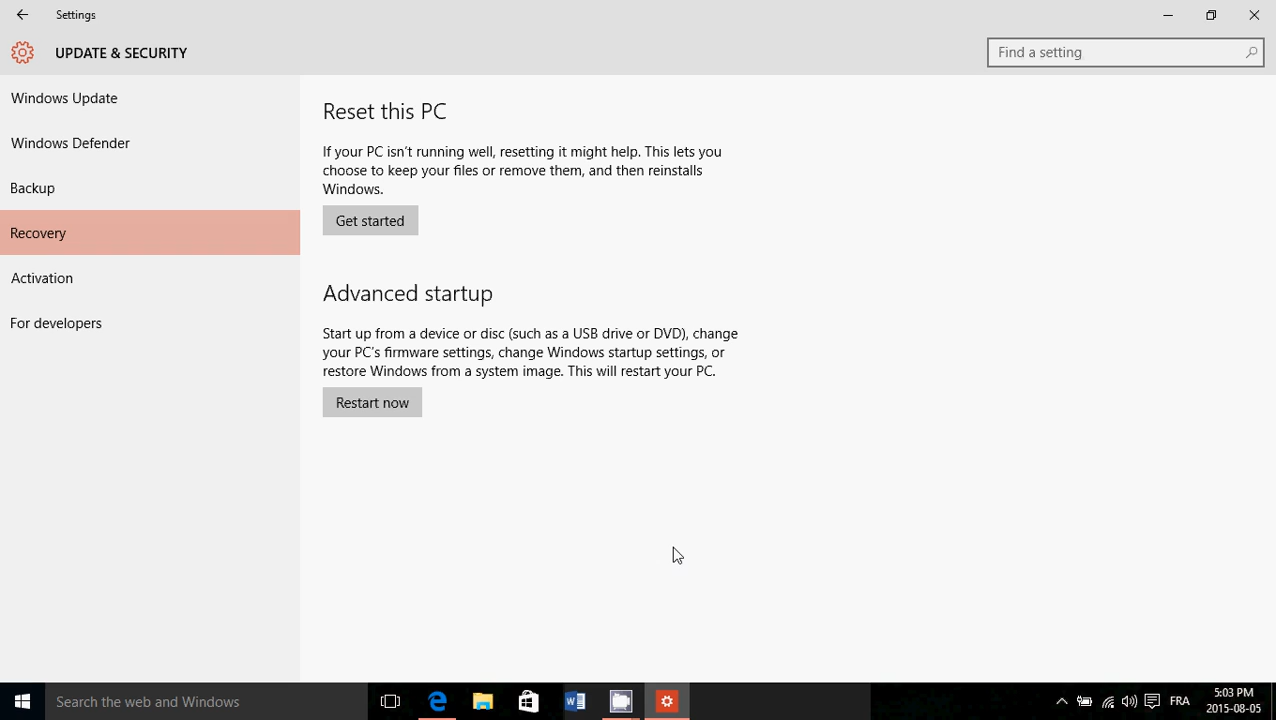 Settings
UPDATE & SECURITY
Find a setting
Windows Update
Windows Defender
Backup
Recovery
Activation
For developers
Reset this PC
If your PC isn't running well, resetting it might help. This lets you
choose to keep your files or remove them, and then reinstalls
Windows.
Get started
Advanced startup
Start up from a device or disc (such as a USB drive or DVD), change
your PC's firmware settings, change Windows startup settings, or
restore Windows from a system image. This will restart your PC.
Restart now
Search the web and Windows
FRA
5:03 PM
2015-08-05